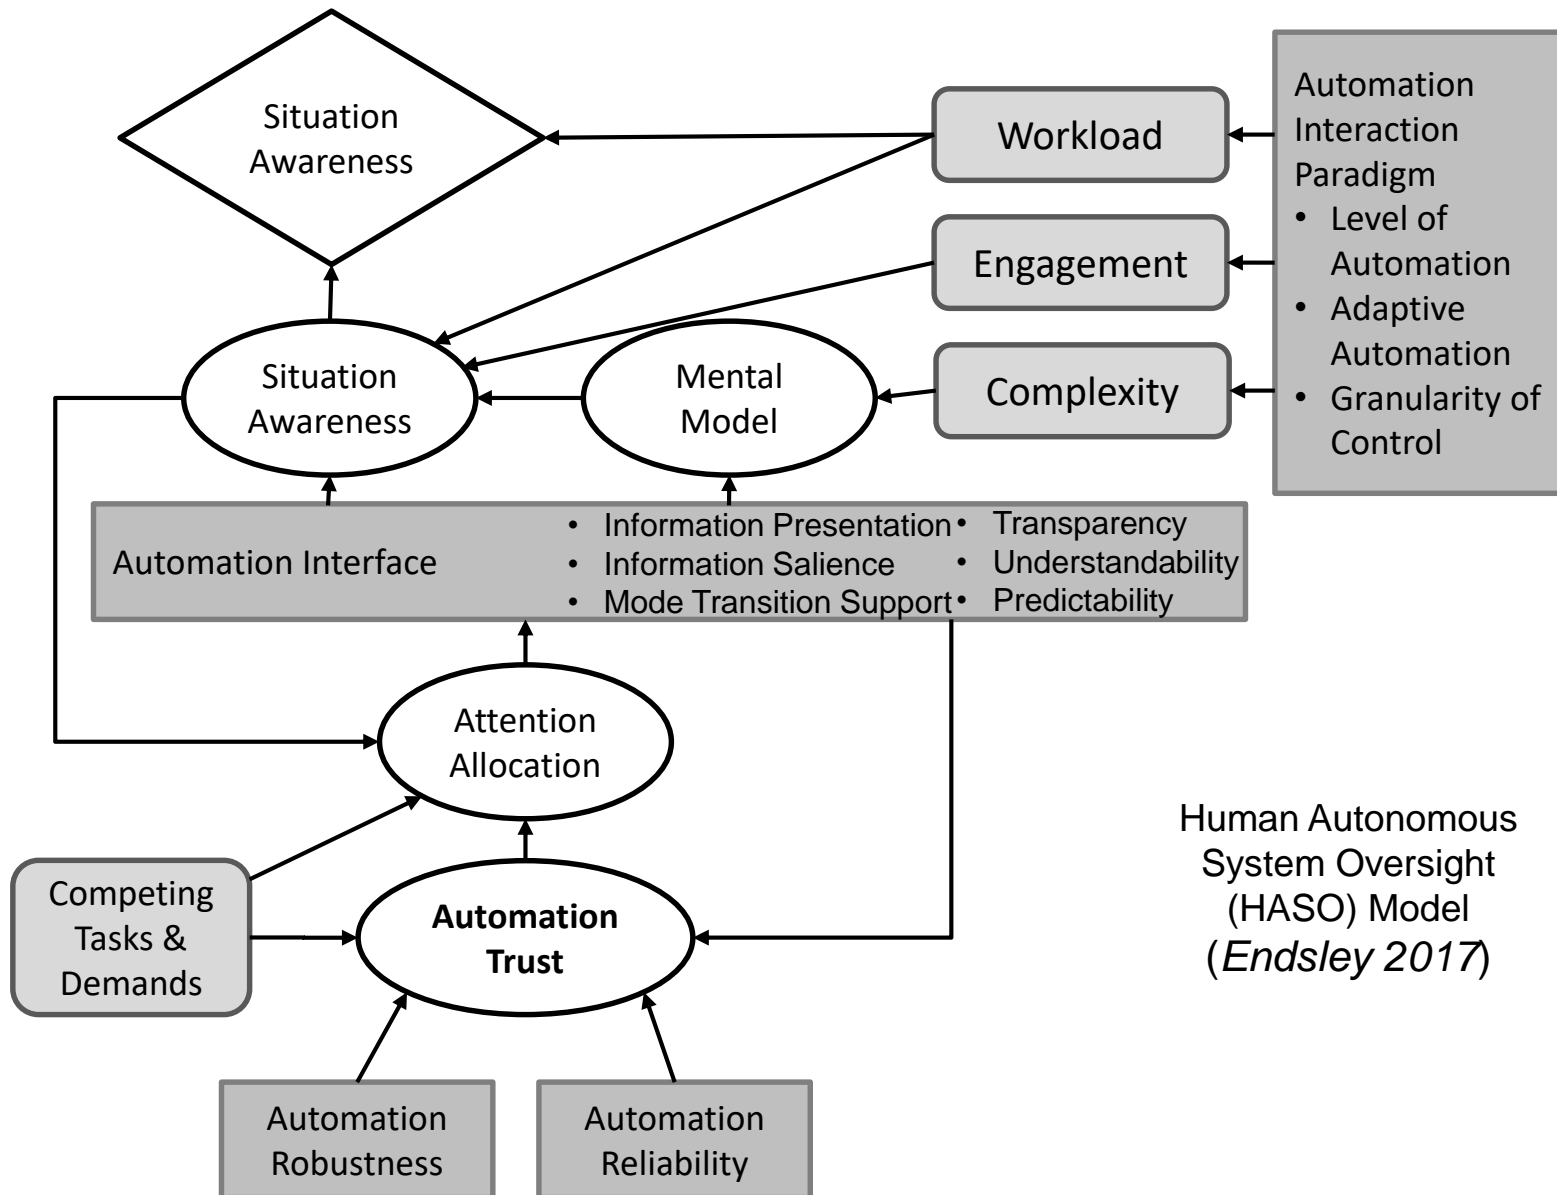 Situation
Awareness
Workload
Automation
Interaction
Paradigm
• Level of
Automation
• Adaptive
Automation
• Granularity of
Control
Engagement
Situation
Awareness
Mental
Model
Complexity
Automation Interface
• Information Presentation
• Information Salience
• Mode Transition Support
• Transparency
• Understandability
• Predictability
Attention
Allocation
Competing
Tasks &
Demands
Automation
Trust
Human Autonomous
System Oversight
(HASO) Model
(Endsley 2017)
Automation
Robustness
Automation
Reliability